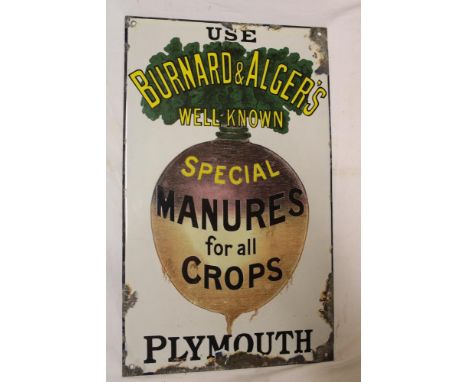 USE
BURNARD & ALGER'S
WELL-KNOWN
SPECIAL
MANURES
for all
CROPS
PLYMOUTH